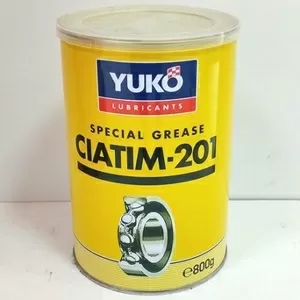 YUKO
LUBRICANTS
SPECIAL GREASE
CIATIM-201
℮800g